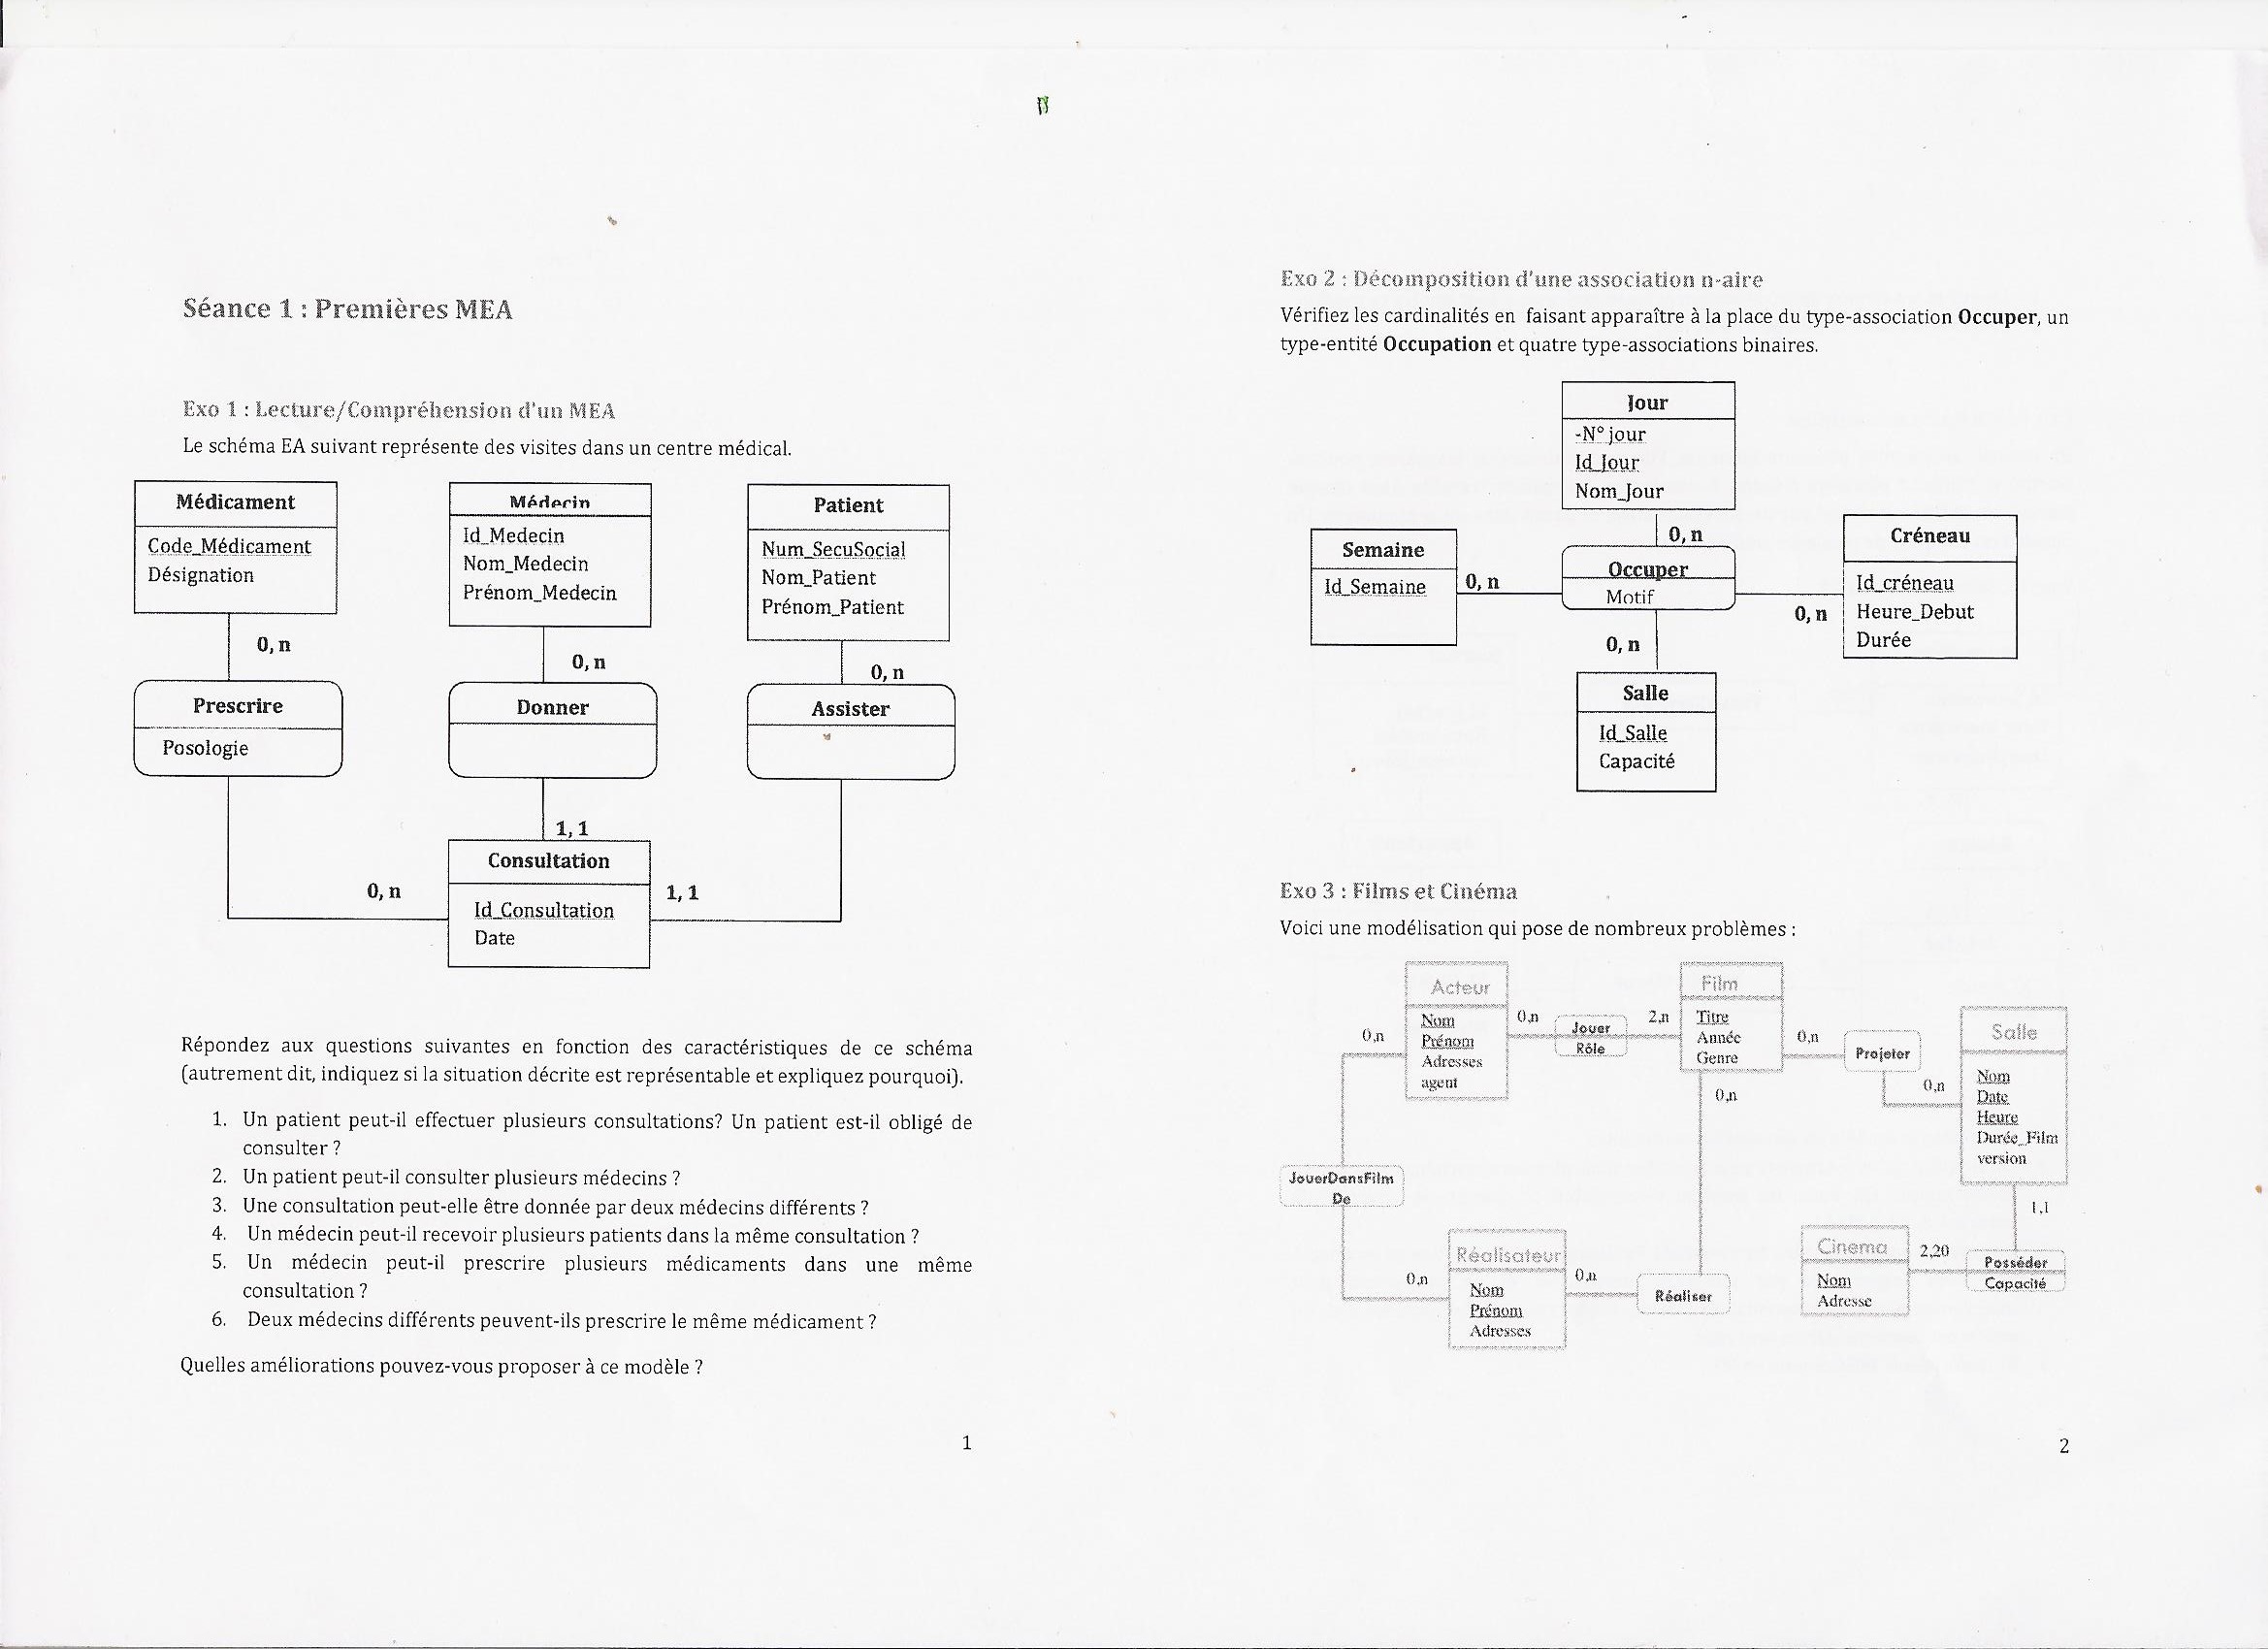 Séance 1 : Premières MEA
Exo 1 : Lecture/Compréhension d'un MEA
Le schéma EA suivant représente des visites dans un centre médical.
Médicament
Code_Médicament
Désignation
Médecin
Id_Medecin
Nom_Medecin
Prénom_Medecin
Patient
Num_SecuSocial
Nom_Patient
Prénom_Patient
0, n
0, n
0, n
Prescrire
Posologie
Donner
Assister
1, 1
0, n
1, 1
Consultation
Id_Consultation
Date
Répondez aux questions suivantes en fonction des caractéristiques de ce schéma
(autrement dit, indiquez si la situation décrite est représentable et expliquez pourquoi).
1. Un patient peut-il effectuer plusieurs consultations? Un patient est-il obligé de
consulter ?
2. Un patient peut-il consulter plusieurs médecins ?
3. Une consultation peut-elle être donnée par deux médecins différents ?
4. Un médecin peut-il recevoir plusieurs patients dans la même consultation ?
5. Un médecin peut-il prescrire plusieurs médicaments dans une même
consultation ?
6. Deux médecins différents peuvent-ils prescrire le même médicament ?
Quelles améliorations pouvez-vous proposer à ce modèle ?
1
Exo 2 : Décomposition d'une association n-aire
Vérifiez les cardinalités en faisant apparaître à la place du type-association Occuper, un
type-entité Occupation et quatre type-associations binaires.
Jour
-N° jour
Id_Jour
Nom_Jour
0, n
Semaine
Id_Semaine
0, n
Occuper
Motif
0, n
Créneau
Id_créneau
Heure_Debut
Durée
0, n
Salle
Id_Salle
Capacité
Exo 3 : Films et Cinéma
Voici une modélisation qui pose de nombreux problèmes :
Acteur
Nom
Prénom
Adresses
agent
0,n
0,n
Jouer
Rôle
2,n
Film
Titre
Année
Genre
0,n
0,n
Projeter
0,n
Salle
Nom
Date
Heure
Durée_Film
version
1,1
JouerDansFilm
De
0,n
Réalisateur
Nom
Prénom
Adresses
0,n
Réaliser
Cinema
Nom
Adresse
2,20
Posséder
Capacité
2